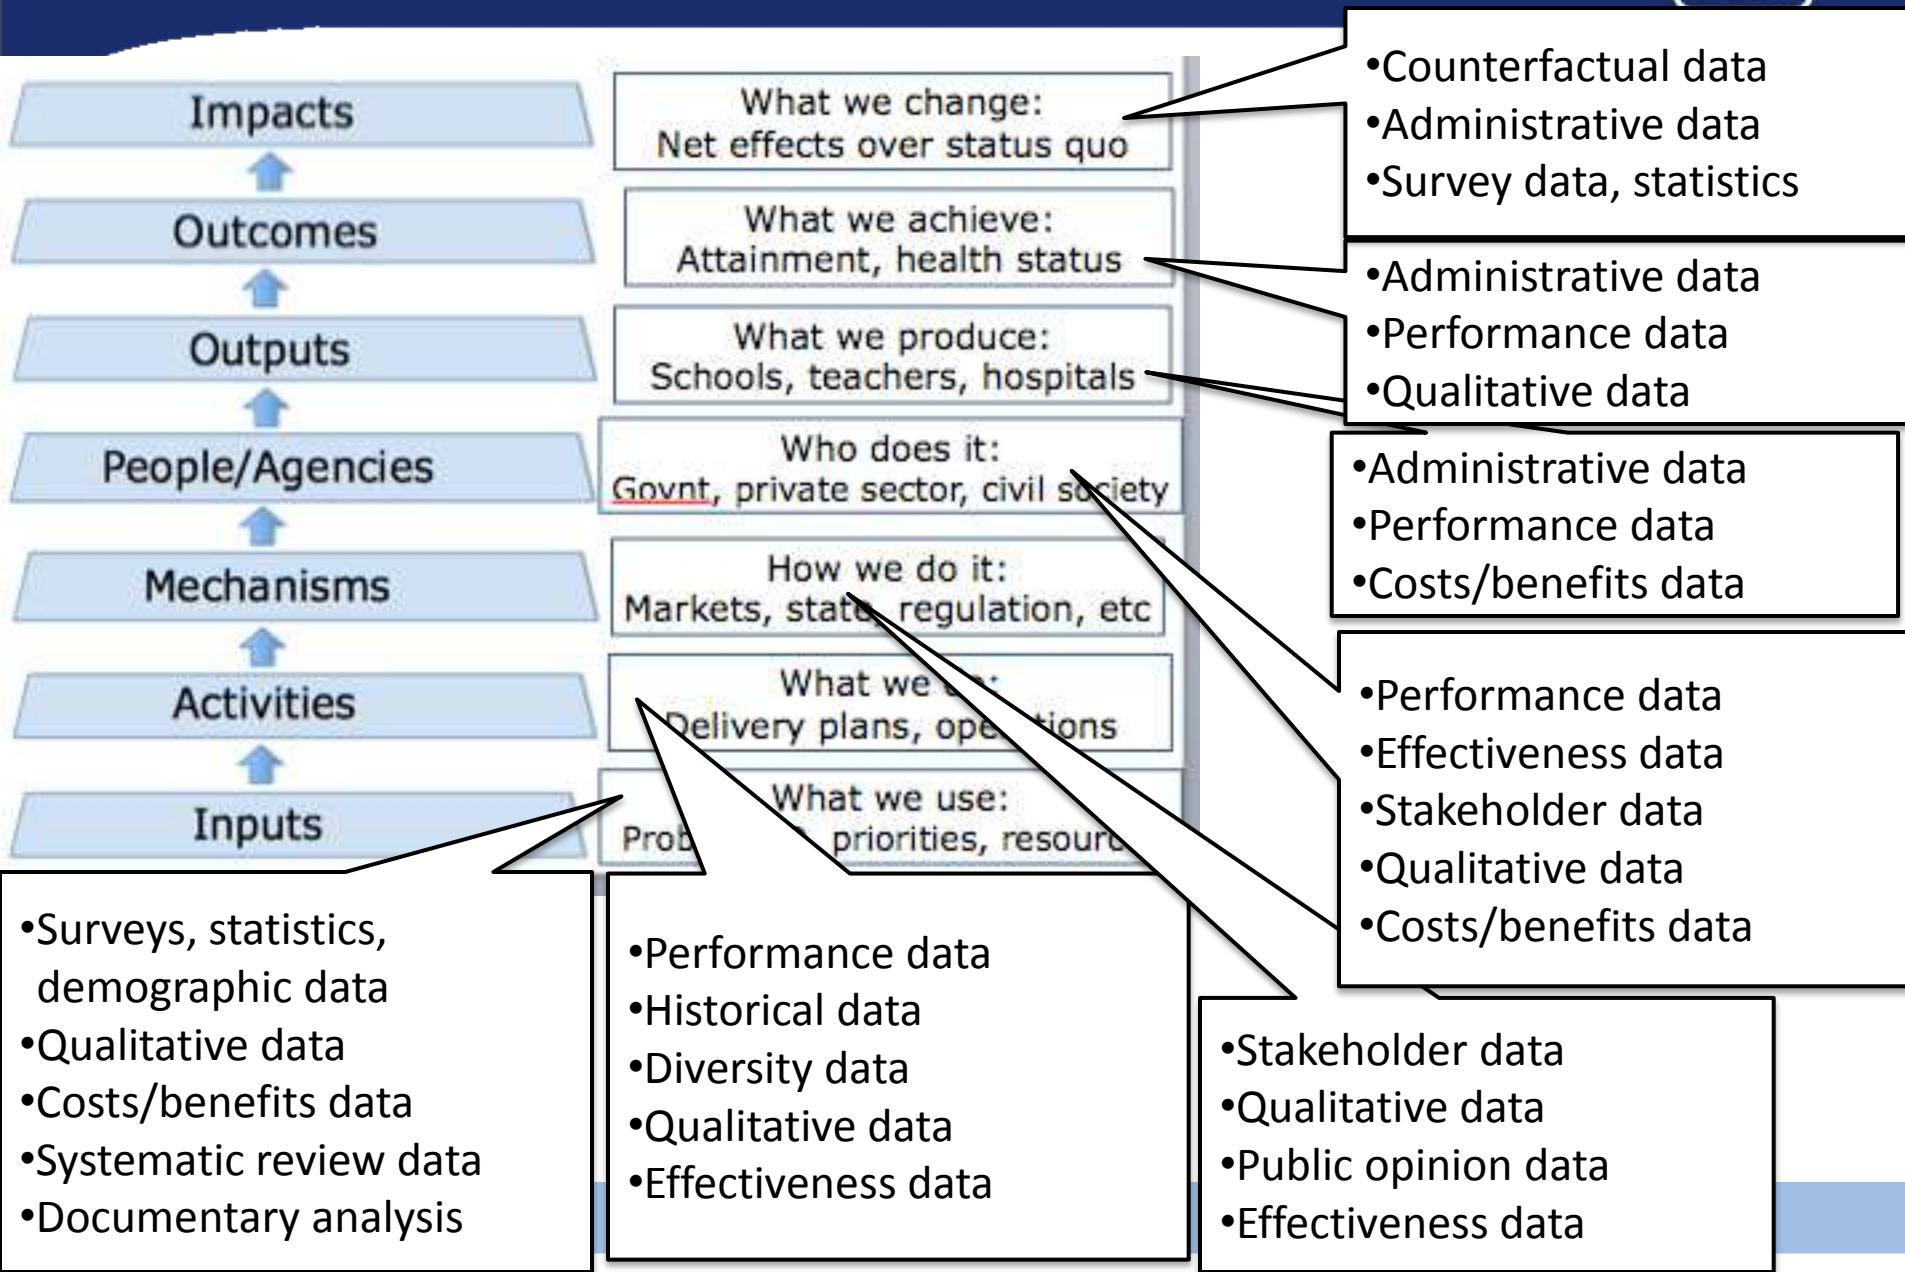 Impacts
What we change:
Net effects over status quo
•Counterfactual data
•Administrative data
•Survey data, statistics
Outcomes
What we achieve:
Attainment, health status
•Administrative data
•Performance data
•Qualitative data
Outputs
What we produce:
Schools, teachers, hospitals
•Administrative data
•Performance data
•Costs/benefits data
People/Agencies
Who does it:
Govnt, private sector, civil society
•Performance data
•Effectiveness data
•Stakeholder data
•Qualitative data
•Costs/benefits data
Mechanisms
How we do it:
Markets, state, regulation, etc
•Stakeholder data
•Qualitative data
•Public opinion data
•Effectiveness data
Activities
What we
Delivery plans, operations
•Performance data
•Historical data
•Diversity data
•Qualitative data
•Effectiveness data
Inputs
What we use:
priorities,
•Surveys, statistics,
demographic data
•Qualitative data
•Costs/benefits data
•Systematic review data
•Documentary analysis